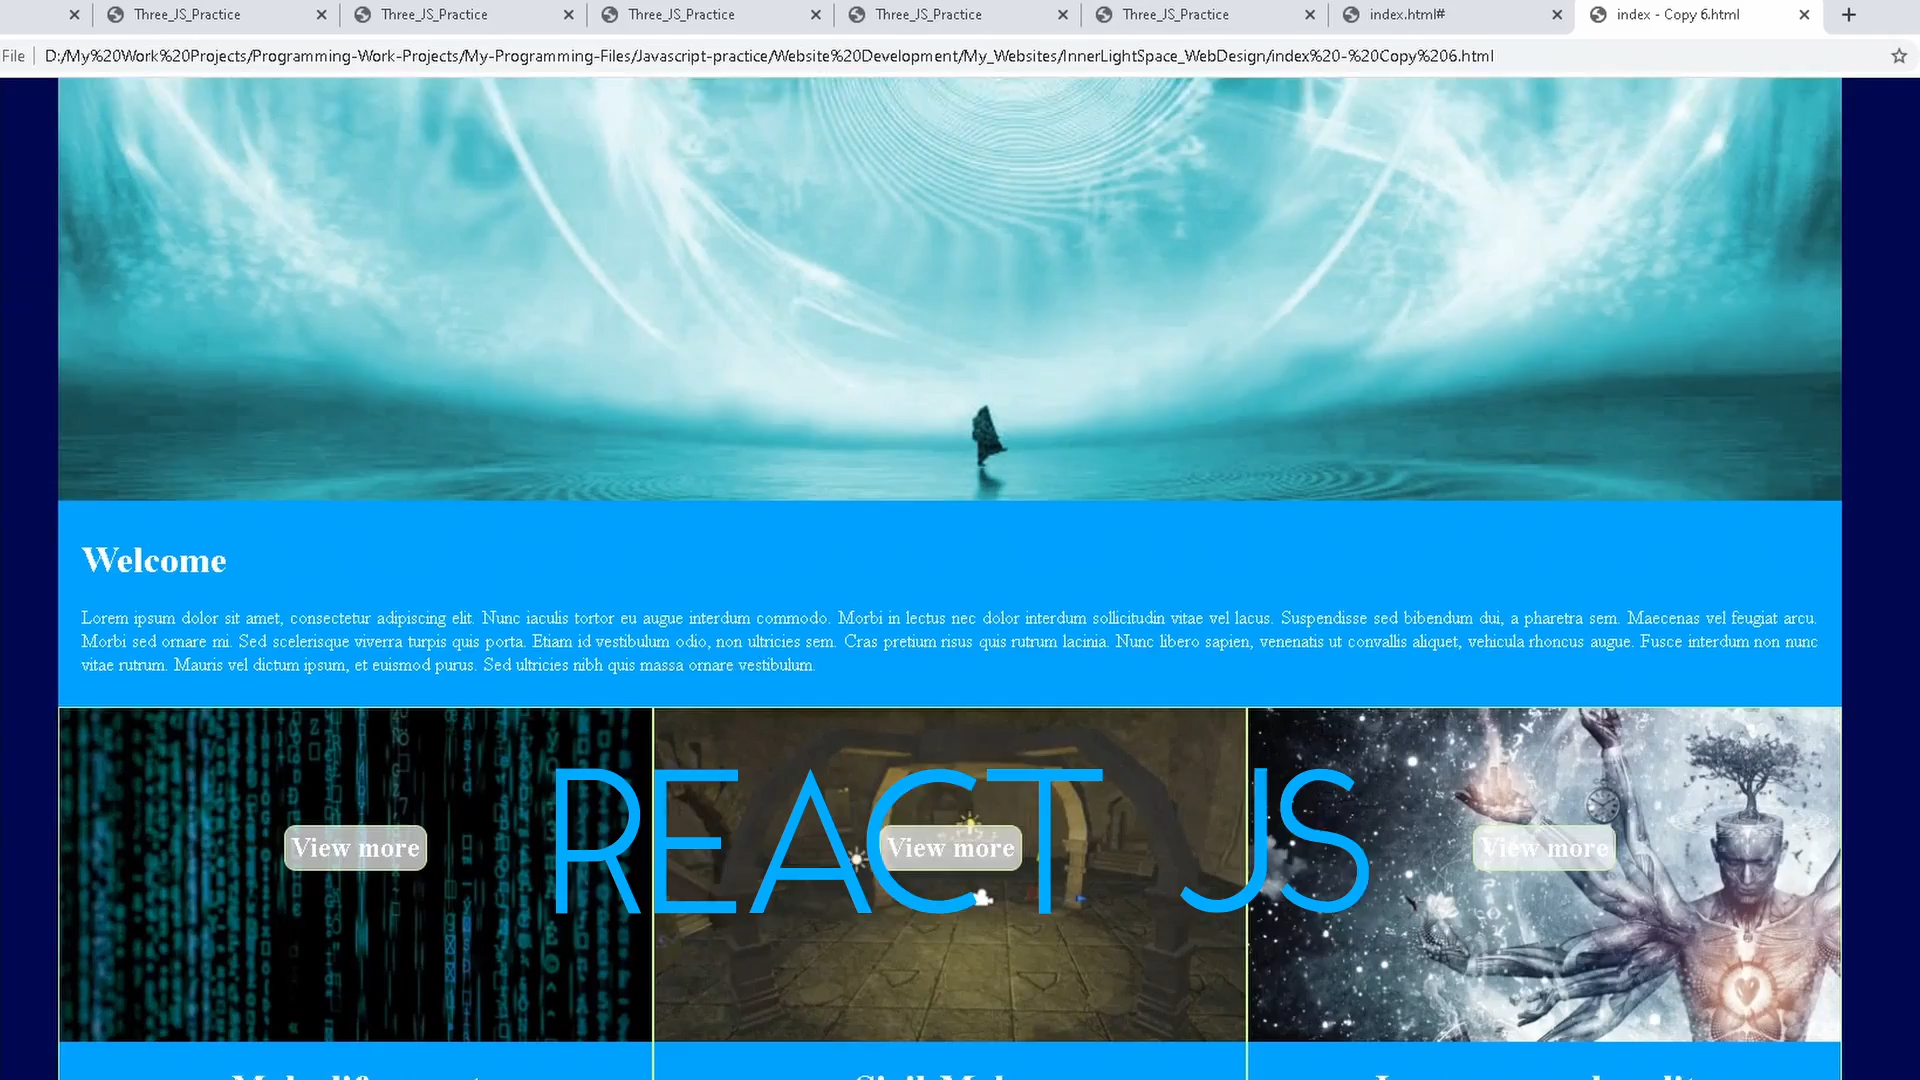 Three_JS_Practice
Three_JS_Practice
Three_JS_Practice
Three_JS_Practice
Three_JS_Practice
index.html#
index - Copy 6.html
File
D:/My%20Work%20Projects/Programming-Work-Projects/My-Programming-Files/Javascript-practice/Website%20Development/My_Websites/InnerLightSpace_WebDesign/index%20-%20Copy%206.html
Welcome
Lorem ipsum dolor sit amet, consectetur adipiscing elit. Nunc iaculis tortor eu augue interdum commodo. Morbi in lectus nec dolor interdum sollicitudin vitae vel lacus. Suspendisse sed bibendum dui, a pharetra sem. Maecenas vel feugiat arcu.
Morbi sed ornare mi. Sed scelerisque viverra turpis quis porta. Etiam id vestibulum odio, non ultricies sem. Cras pretium risus quis rutrum lacinia. Nunc libero sapien, venenatis ut convallis aliquet, vehicula rhoncus augue. Fusce interdum non nunc
vitae rutrum. Mauris vel dictum ipsum, et euismod purus. Sed ultricies nibh quis massa ornare vestibulum.
REACT JS
View more
View more
View more